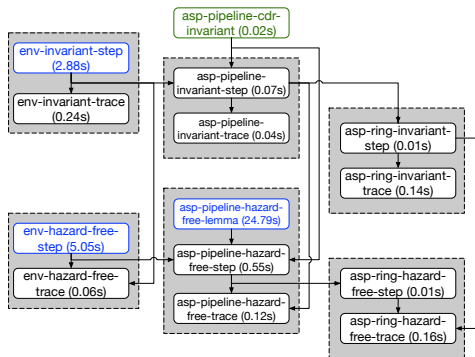 asp-pipeline-cdr-
invariant (0.02s)
env-invariant-step
(2.88s)
env-invariant-trace
(0.24s)
asp-pipeline-
invariant-step (0.07s)
asp-pipeline-
invariant-trace (0.04s)
asp-ring-invariant-
step (0.01s)
asp-ring-invariant-
trace (0.14s)
env-hazard-free-
step (5.05s)
env-hazard-free-
trace (0.06s)
asp-pipeline-hazard-
free-lemma (24.79s)
asp-pipeline-hazard-
free-step (0.55s)
asp-pipeline-hazard-
free-trace (0.12s)
asp-ring-hazard-
free-step (0.01s)
asp-ring-hazard-
free-trace (0.16s)